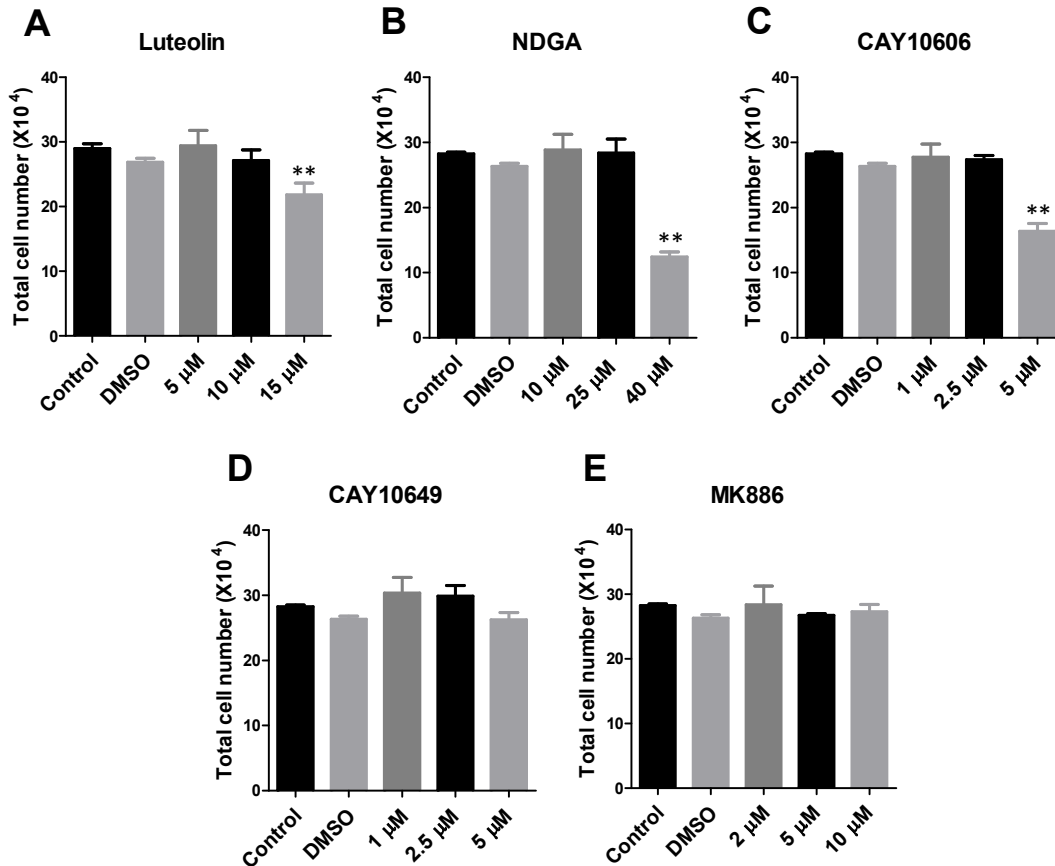 A
Luteolin
Total cell number (X10⁴)
40
30
20
10
0
**
Control
DMSO
5 μM
10 μM
15 μM
B
NDGA
Total cell number (X10⁴)
40
30
20
10
0
**
Control
DMSO
10 μM
25 μM
40 μM
C
CAY10606
Total cell number (X10⁴)
40
30
20
10
0
**
Control
DMSO
1 μM
2.5 μM
5 μM
D
CAY10649
Total cell number (X10⁴)
40
30
20
10
0
Control
DMSO
1 μM
2.5 μM
5 μM
E
MK886
Total cell number (X10⁴)
40
30
20
10
0
Control
DMSO
2 μM
5 μM
10 μM